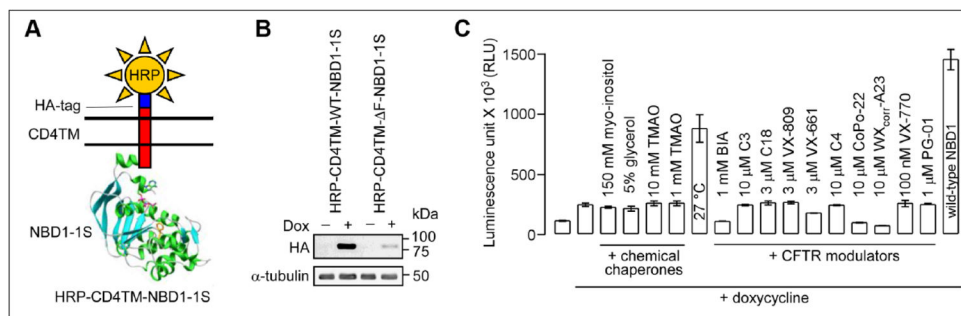 A
HRP
HA-tag
CD4TM
NBD1-1S
HRP-CD4TM-NBD1-1S
B
HRP-CD4TM-WT-NBD1-1S
HRP-CD4TM-ΔF-NBD1-1S
Dox − + − + kDa
HA
100
75
α-tubulin
50
C
Luminescence unit X 10³ (RLU)
1500
1000
500
0
150 mM myo-inositol
5% glycerol
10 mM TMAO
1 mM TMAO
27 °C
1 mM BIA
10 µM C3
3 µM C18
3 µM VX-809
3 µM VX-661
10 µM C4
10 µM CoPo-22
10 µM WXcorr-A23
100 nM VX-770
1 µM PG-01
wild-type NBD1
+ chemical
chaperones
+ CFTR modulators
+ doxycycline